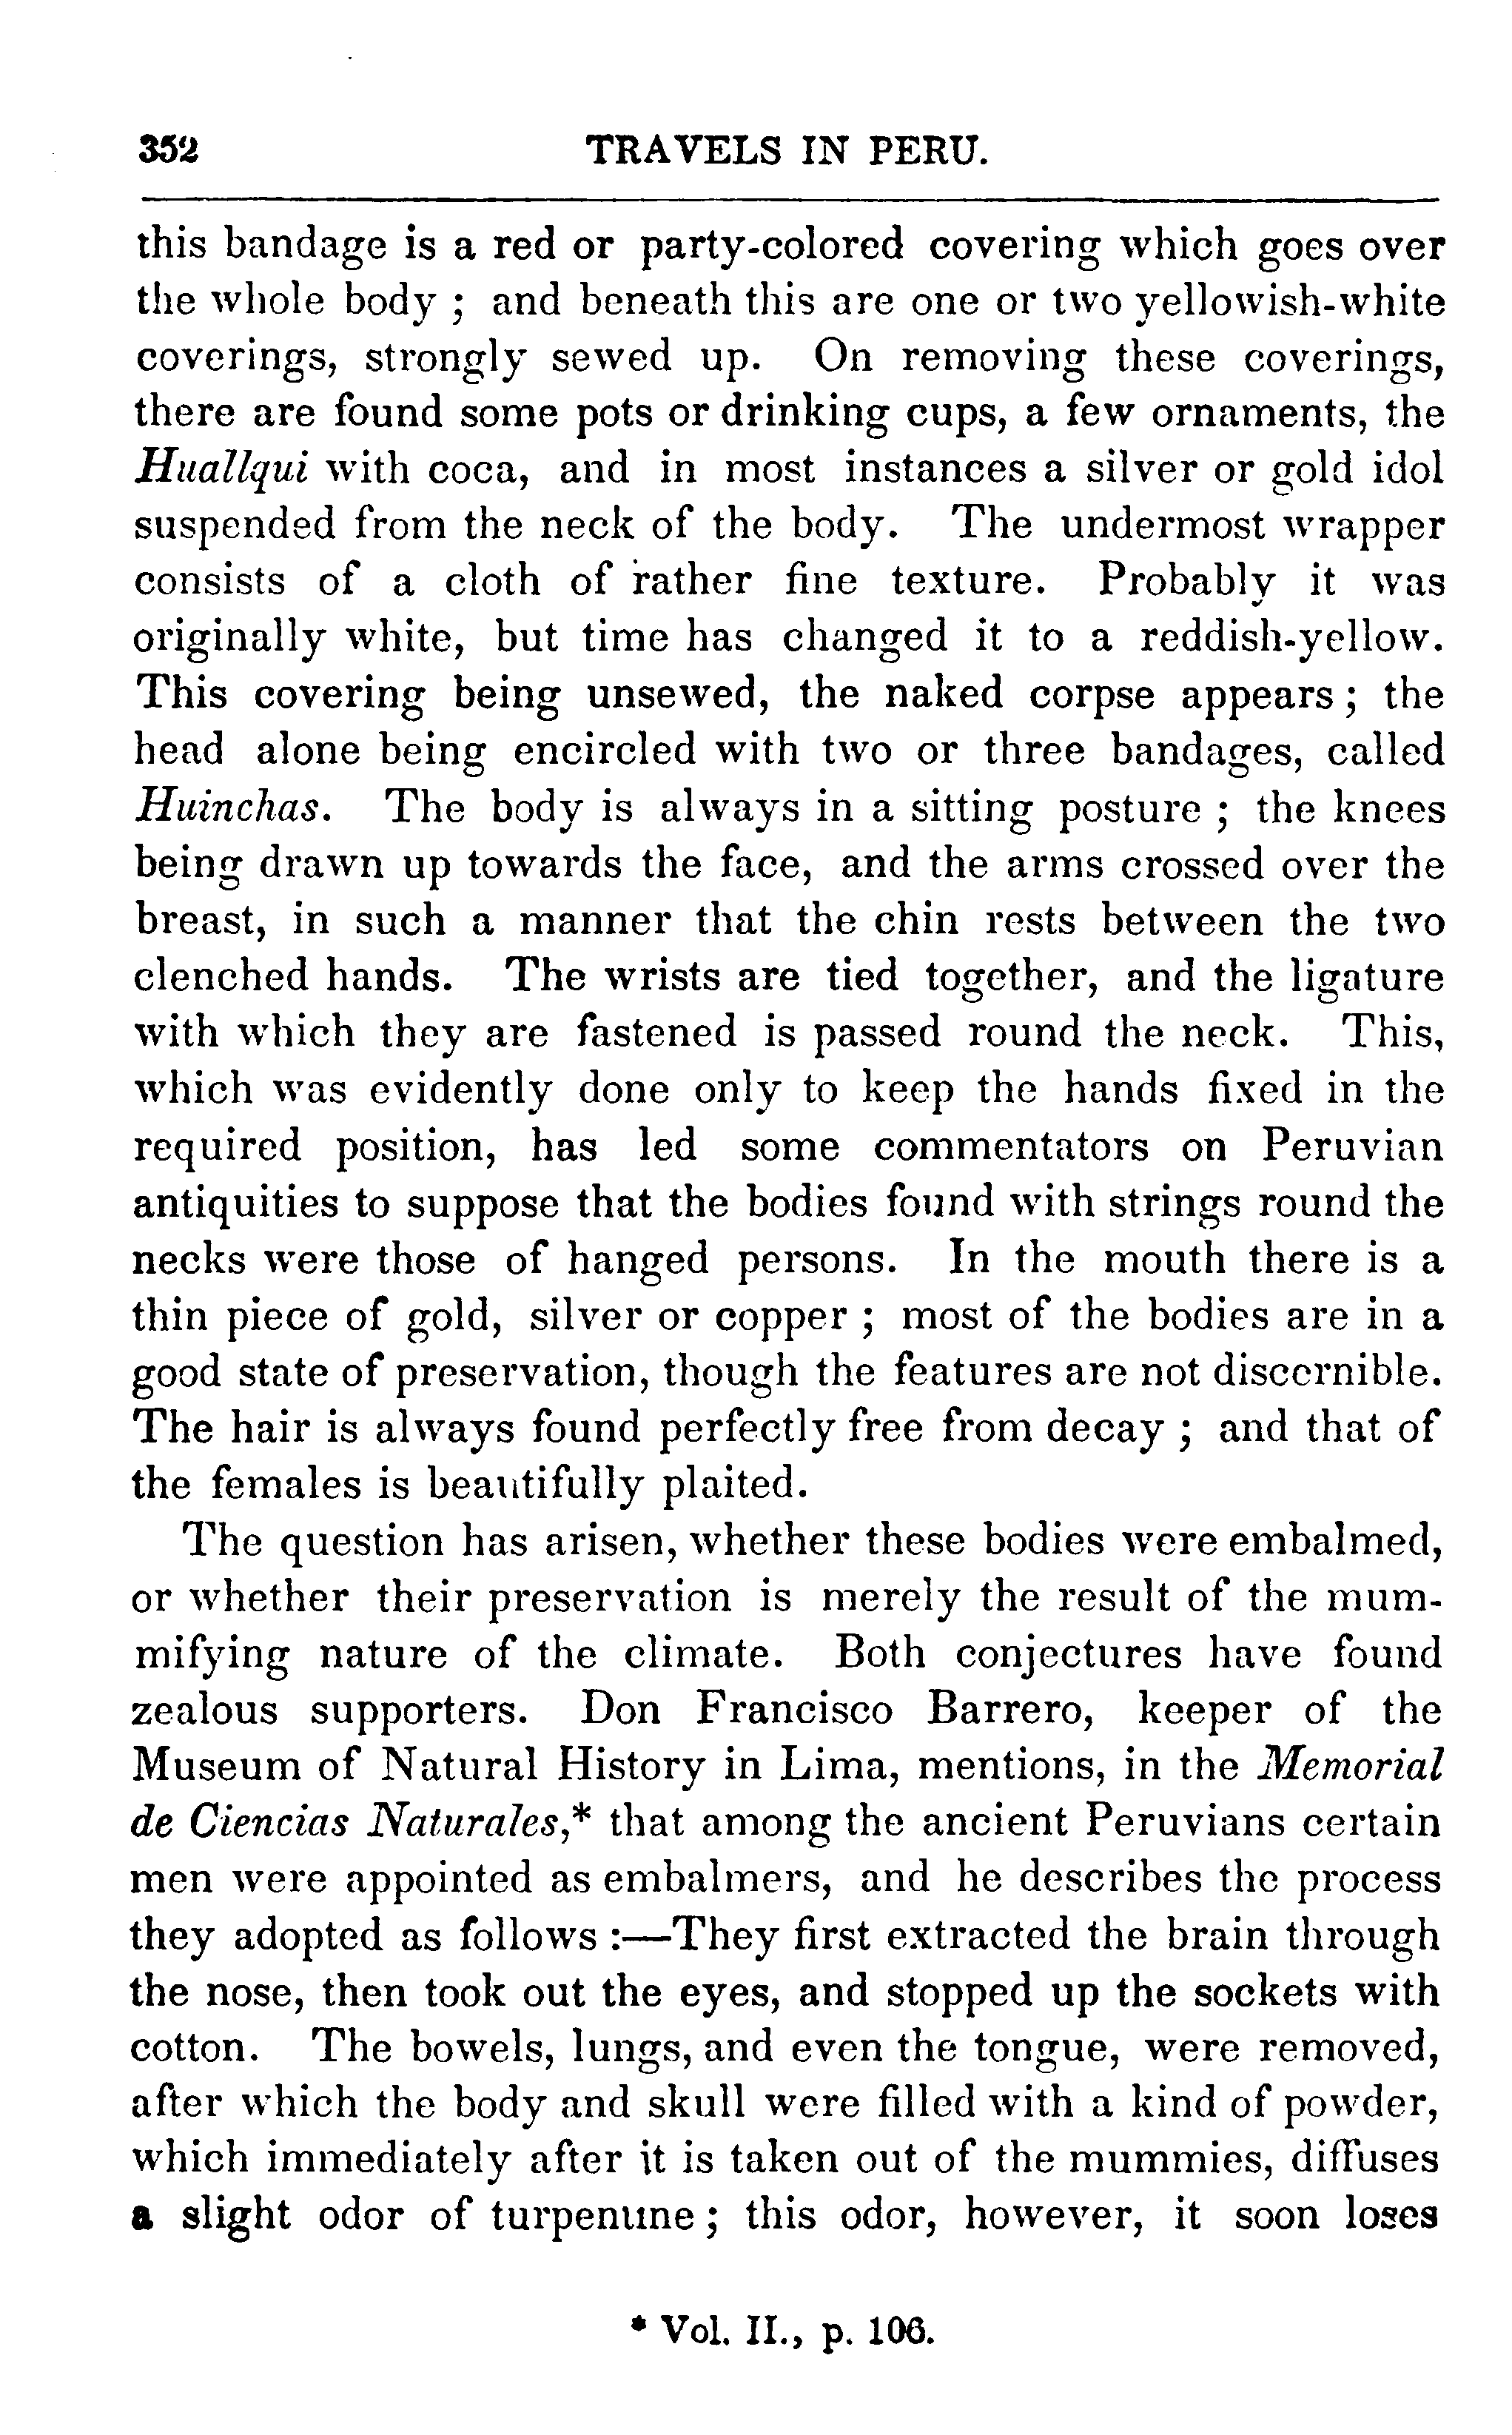 352 TRAVELS IN PERU.
this bandage is a red or party-colored covering which goes over
the whole body ; and beneath this are one or two yellowish-white
coverings, strongly sewed up. On removing these coverings,
there are found some pots or drinking cups, a few ornaments, the
Huallqui with coca, and in most instances a silver or gold idol
suspended from the neck of the body. The undermost wrapper
consists of a cloth of rather fine texture. Probably it was
originally white, but time has changed it to a reddish-yellow.
This covering being unsewed, the naked corpse appears ; the
head alone being encircled with two or three bandages, called
Huinchas. The body is always in a sitting posture ; the knees
being drawn up towards the face, and the arms crossed over the
breast, in such a manner that the chin rests between the two
clenched hands. The wrists are tied together, and the ligature
with which they are fastened is passed round the neck. This,
which was evidently done only to keep the hands fixed in the
required position, has led some commentators on Peruvian
antiquities to suppose that the bodies found with strings round the
necks were those of hanged persons. In the mouth there is a
thin piece of gold, silver or copper ; most of the bodies are in a
good state of preservation, though the features are not discernible.
The hair is always found perfectly free from decay ; and that of
the females is beautifully plaited.
The question has arisen, whether these bodies were embalmed,
or whether their preservation is merely the result of the mum-
mifying nature of the climate. Both conjectures have found
zealous supporters. Don Francisco Barrero, keeper of the
Museum of Natural History in Lima, mentions, in the Memorial
de Ciencias Naturales,* that among the ancient Peruvians certain
men were appointed as embalmers, and he describes the process
they adopted as follows :—They first extracted the brain through
the nose, then took out the eyes, and stopped up the sockets with
cotton. The bowels, lungs, and even the tongue, were removed,
after which the body and skull were filled with a kind of powder,
which immediately after it is taken out of the mummies, diffuses
a slight odor of turpentine ; this odor, however, it soon loses
* Vol. II., p. 106.